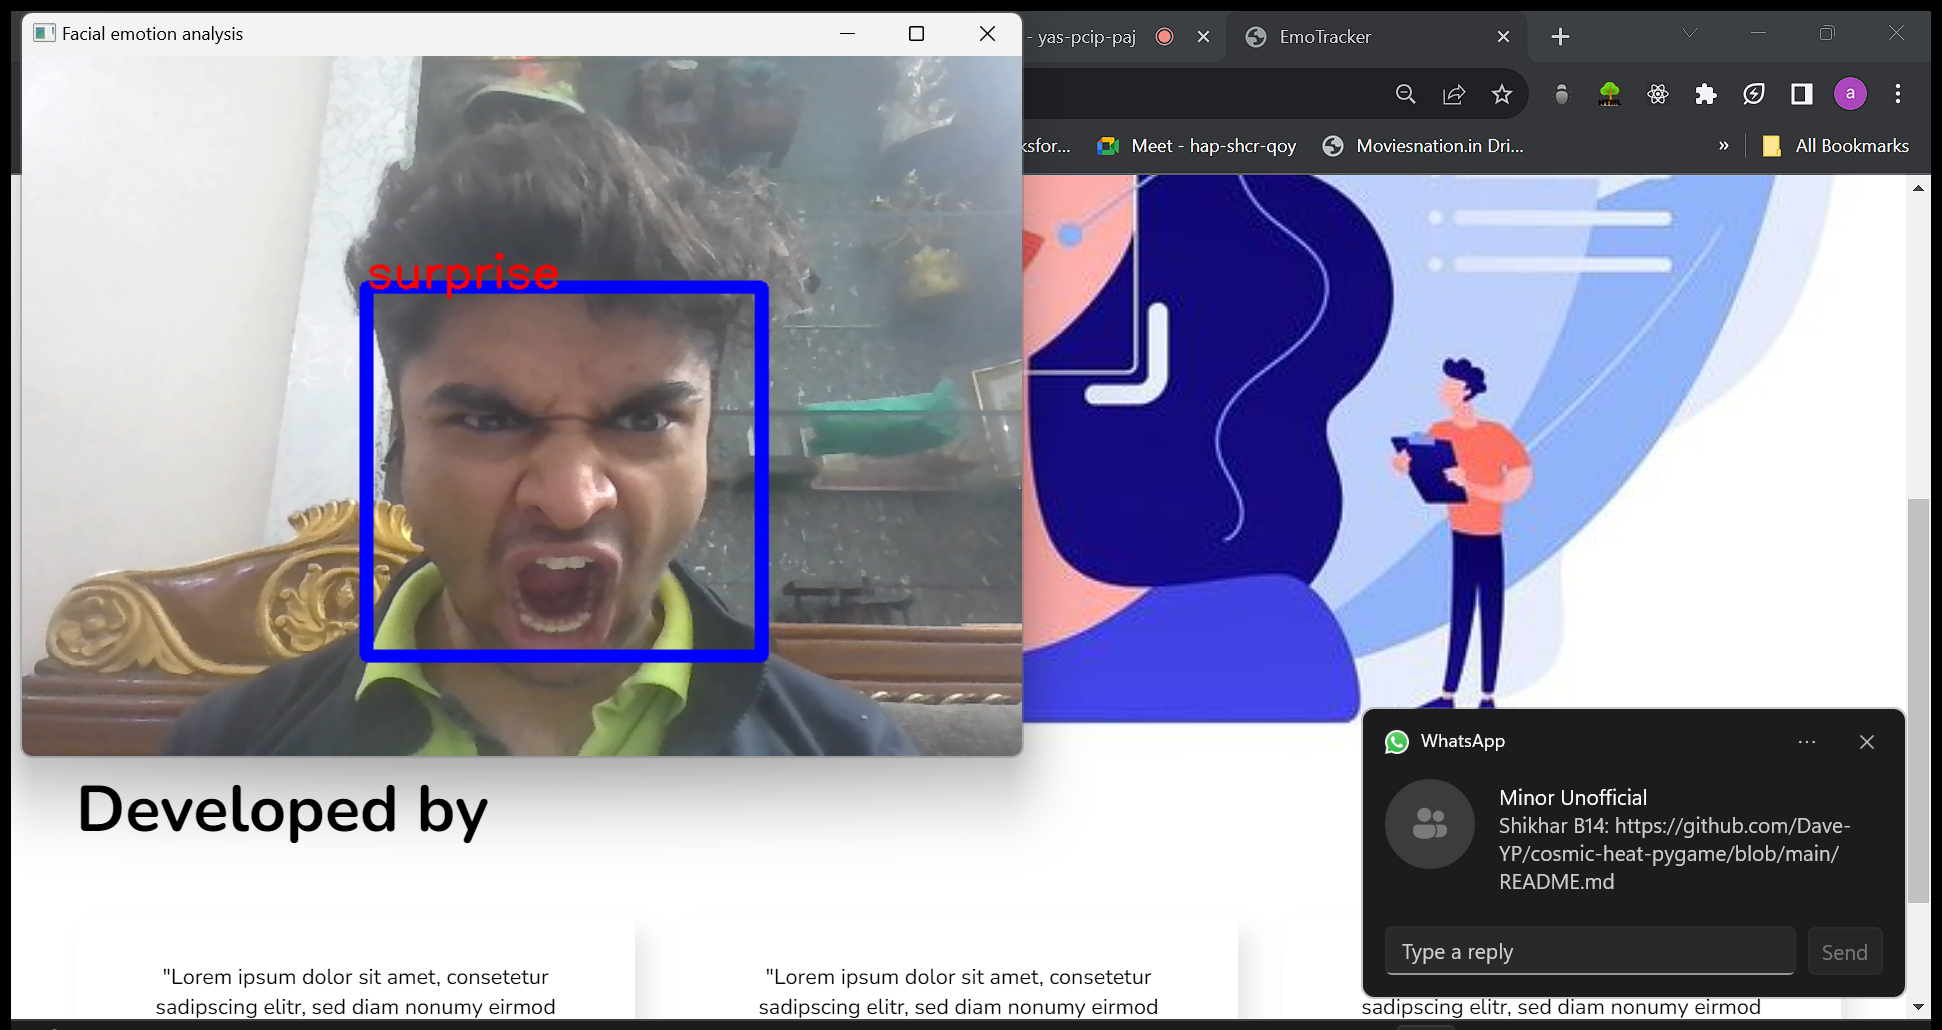 Facial emotion analysis
- yas-pcip-paj
EmoTracker
a
ksfor...
Meet - hap-shcr-qoy
Moviesnation.in Dri...
»
All Bookmarks
surprise
Developed by
"Lorem ipsum dolor sit amet, consetetur
sadipscing elitr, sed diam nonumy eirmod
"Lorem ipsum dolor sit amet, consetetur
sadipscing elitr, sed diam nonumy eirmod
sadipscing elitr, sed diam nonumy eirmod
WhatsApp
Minor Unofficial
Shikhar B14: https://github.com/Dave-
YP/cosmic-heat-pygame/blob/main/
README.md
Type a reply
Send